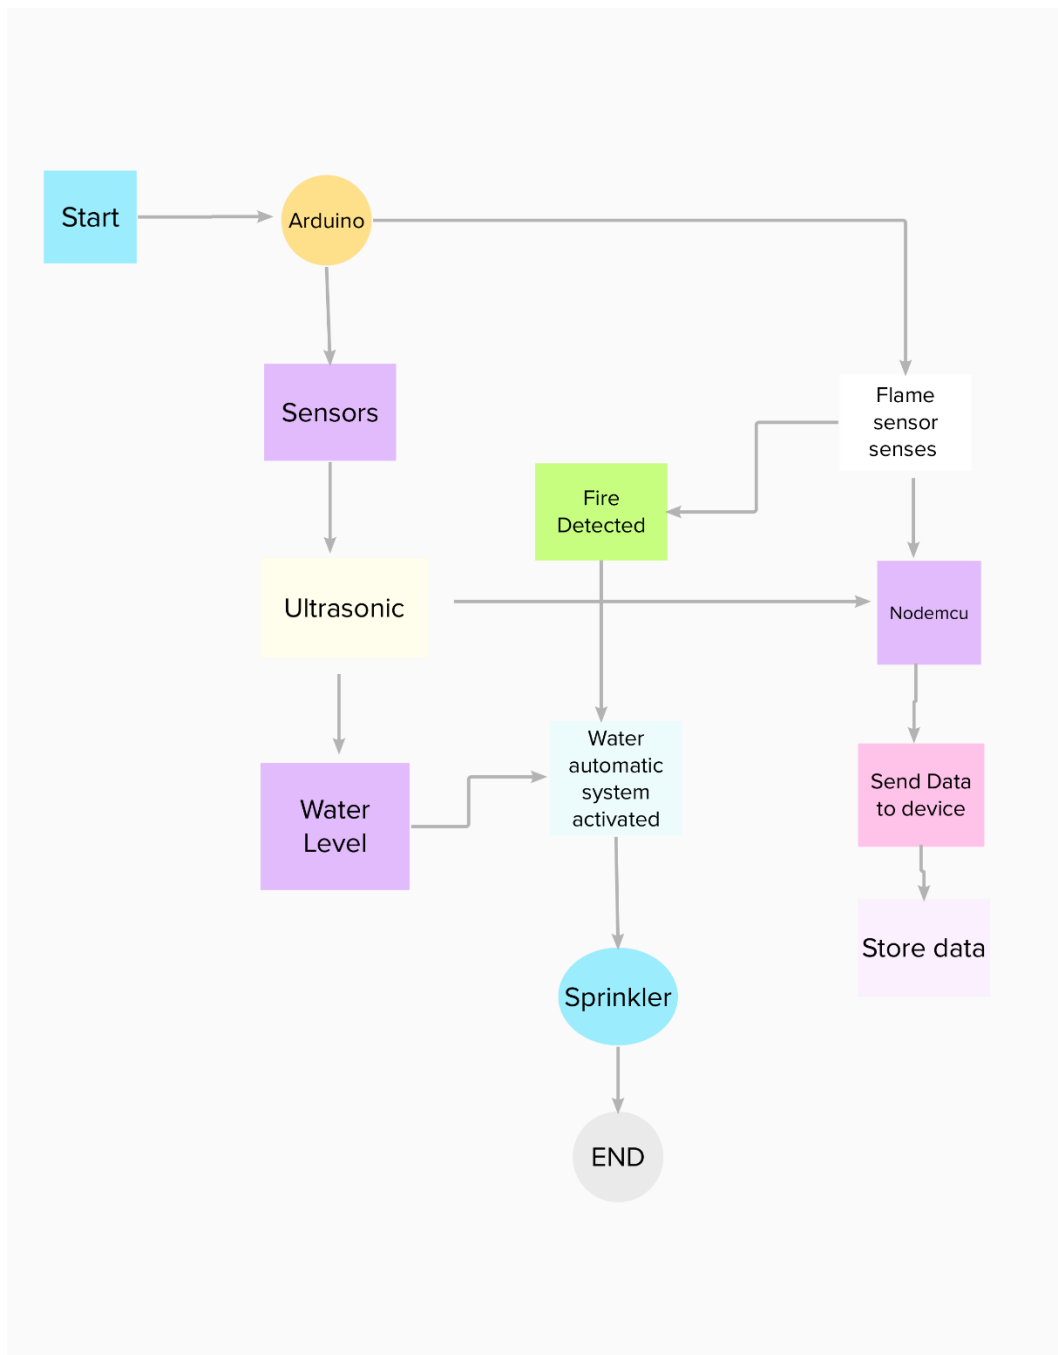 Start
Arduino
Sensors
Flame
sensor
senses
Fire
Detected
Ultrasonic
Nodemcu
Water
automatic
system
activated
Water
Level
Send Data
to device
Store data
Sprinkler
END